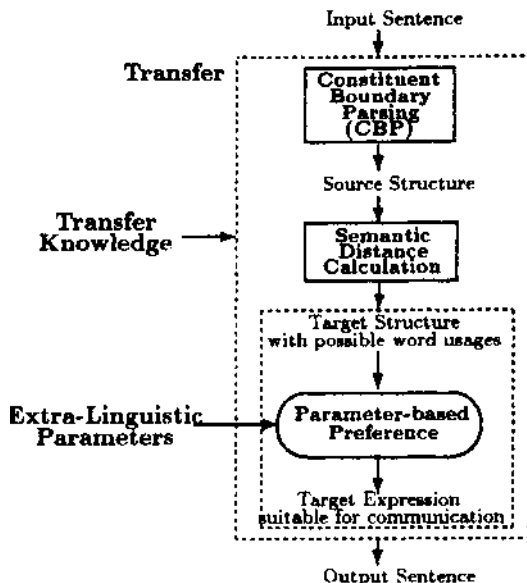 Input Sentence
Transfer
Constituent
Boundary
Parsing
(CBP)
Source Structure
Transfer
Knowledge
Semantic
Distance
Calculation
Target Structure
with possible word usages
Extra-Linguistic
Parameters
Parameter-based
Preference
Target Expression
suitable for communication
Output Sentence